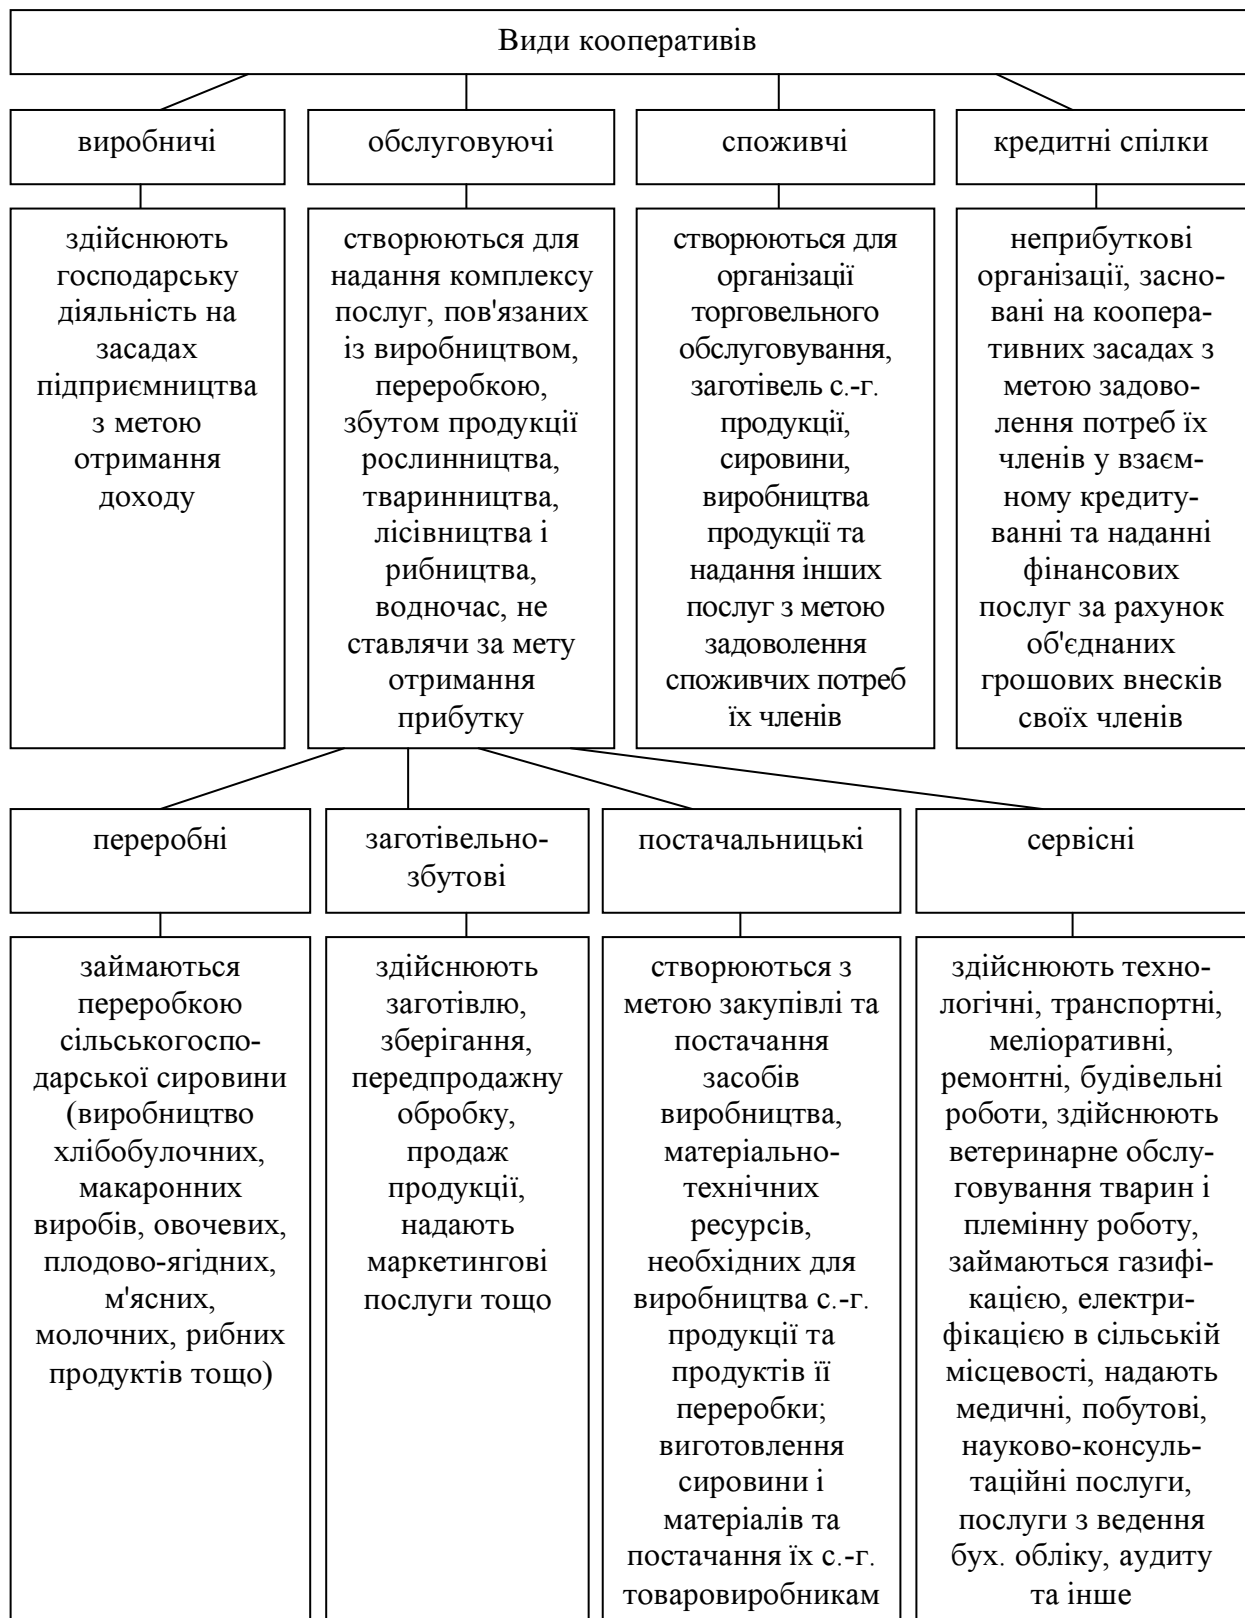 Види кооперативів
виробничі
обслуговуючі
споживчі
кредитні спілки
здійснюють
господарську
діяльність на
засадах
підприємництва
з метою
отримання
доходу
створюються для
надання комплексу
послуг, пов'язаних
із виробництвом,
переробкою,
збутом продукції
рослинництва,
тваринництва,
лісівництва і
рибництва,
водночас, не
ставлячи за мету
отримання
прибутку
створюються для
організації
торговельного
обслуговування,
заготівель с.-г.
продукції,
сировини,
виробництва
продукції та
надання інших
послуг з метою
задоволення
споживчих потреб
їх членів
неприбуткові
організації, засно-
вані на коопера-
тивних засадах з
метою задово-
лення потреб їх
членів у взаєм-
ному кредиту-
ванні та наданні
фінансових
послуг за рахунок
об'єднаних
грошових внесків
своїх членів
переробні
заготівельно-
збутові
постачальницькі
сервісні
займаються
переробкою
сільськогоспо-
дарської сировини
(виробництво
хлібобулочних,
макаронних
виробів, овочевих,
плодово-ягідних,
м'ясних,
молочних, рибних
продуктів тощо)
здійснюють
заготівлю,
зберігання,
передпродажну
обробку,
продаж
продукції,
надають
маркетингові
послуги тощо
створюються з
метою закупівлі та
постачання
засобів
виробництва,
матеріально-
технічних
ресурсів,
необхідних для
виробництва с.-г.
продукції та
продуктів її
переробки;
виготовлення
сировини і
матеріалів та
постачання їх с.-г.
товаровиробникам
здійснюють техно-
логічні, транспортні,
меліоративні,
ремонтні, будівельні
роботи, здійснюють
ветеринарне обслу-
говування тварин і
племінну роботу,
займаються газифі-
кацією, електри-
фікацією в сільській
місцевості, надають
медичні, побутові,
науково-консуль-
таційні послуги,
послуги з ведення
бух. обліку, аудиту
та інше